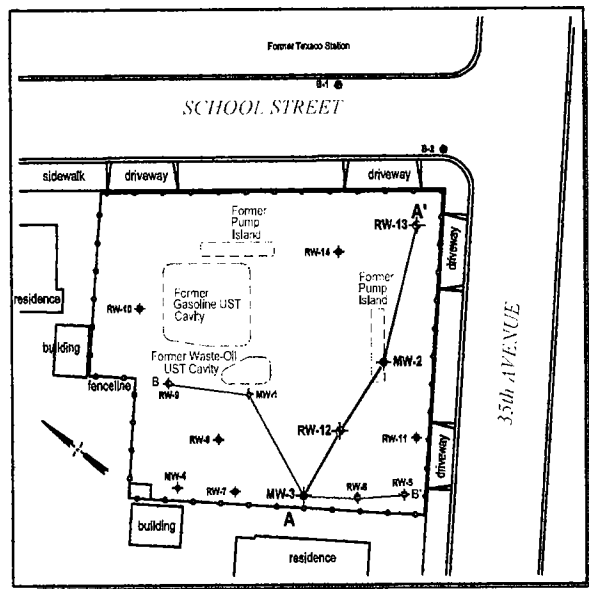 Former Texaco Station
S-1
SCHOOL STREET
S-2
sidewalk
driveway
driveway
A'
RW-13
Former
Pump
Island
RW-14
driveway
Former
Pump
Island
Former
Gasoline UST
Cavity
residence
RW-10
35th AVENUE
building
Former Waste-Oil
UST Cavity
MW-2
fenceline
B
RW-9
MW-1
RW-12
RW-8
RW-11
driveway
MW-4
RW-7
MW-3
RW-6
RW-5
B'
A
building
residence